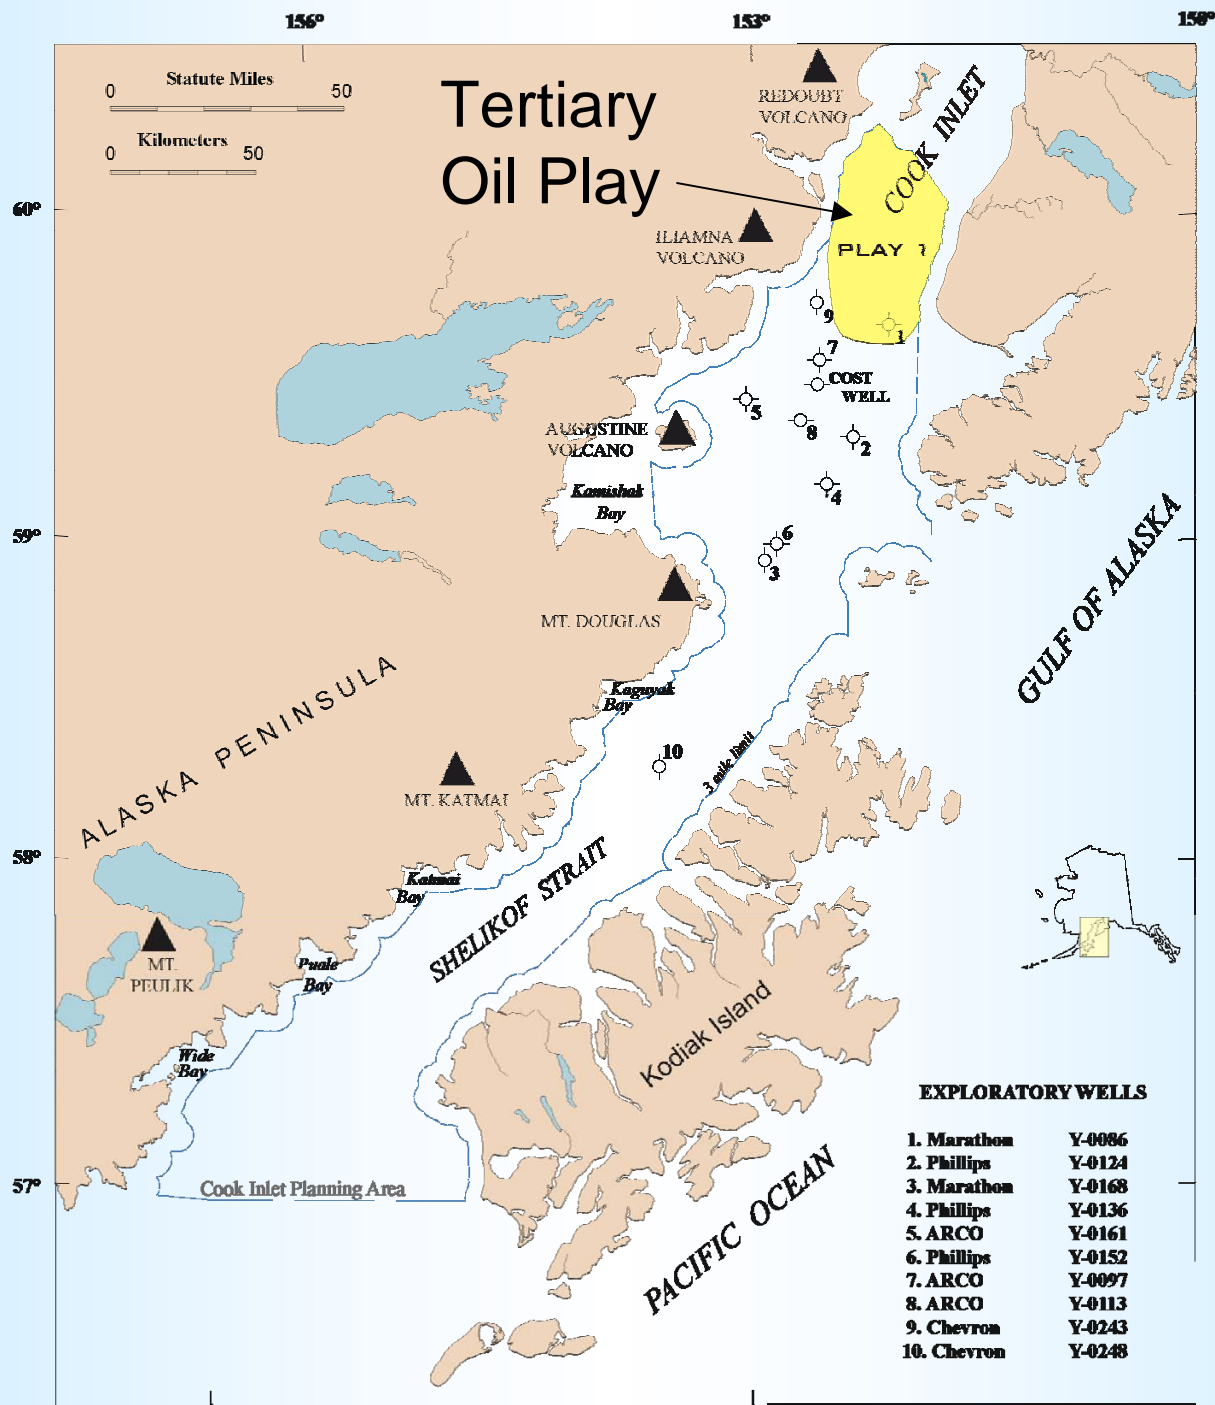 156°
153°
150°
Statute Miles
0 50
Kilometers
0 50
Tertiary
Oil Play
REDOUBT
VOLCANO
COOK INLET
60°
ILIAMNA
VOLCANO
PLAY 1
9
1
7
COST
WELL
5
8
2
AUGUSTINE
VOLCANO
4
Kamishak
Bay
59°
6
3
GULF OF ALASKA
MT. DOUGLAS
ALASKA PENINSULA
Kaguyak
Bay
10
3 mile limit
MT. KATMAI
58°
SHELIKOF STRAIT
Katmai
Bay
MT.
PEULIK
Puale
Bay
Kodiak Island
Wide
Bay
57°
Cook Inlet Planning Area
PACIFIC OCEAN
EXPLORATORY WELLS
1. Marathon Y-0086
2. Phillips Y-0124
3. Marathon Y-0168
4. Phillips Y-0136
5. ARCO Y-0161
6. Phillips Y-0152
7. ARCO Y-0097
8. ARCO Y-0113
9. Chevron Y-0243
10. Chevron Y-0248